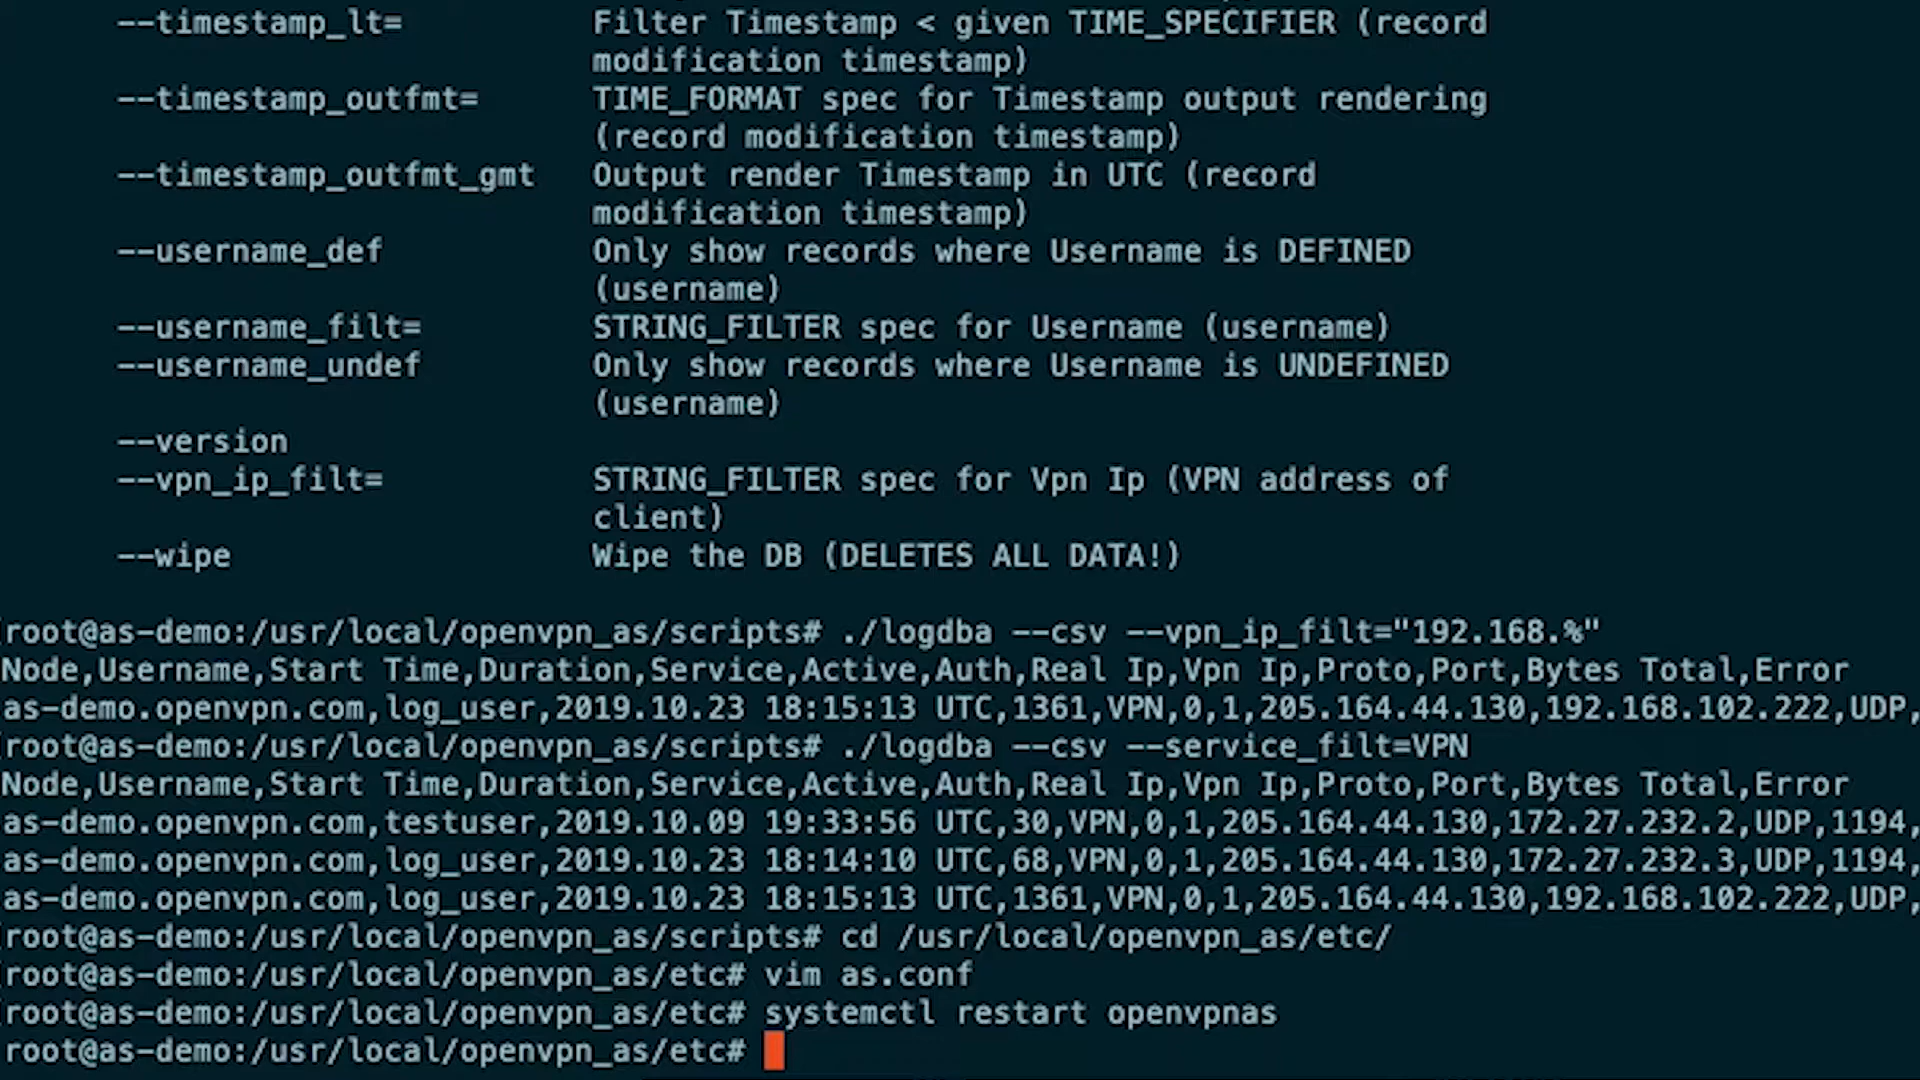 --timestamp_lt= Filter Timestamp < given TIME_SPECIFIER (record
modification timestamp)
--timestamp_outfmt= TIME_FORMAT spec for Timestamp output rendering
(record modification timestamp)
--timestamp_outfmt_gmt Output render Timestamp in UTC (record
modification timestamp)
--username_def Only show records where Username is DEFINED
(username)
--username_filt= STRING_FILTER spec for Username (username)
--username_undef Only show records where Username is UNDEFINED
(username)
--version
--vpn_ip_filt= STRING_FILTER spec for Vpn Ip (VPN address of
client)
--wipe Wipe the DB (DELETES ALL DATA!)
root@as-demo:/usr/local/openvpn_as/scripts# ./logdba --csv --vpn_ip_filt="192.168.%"
Node,Username,Start Time,Duration,Service,Active,Auth,Real Ip,Vpn Ip,Proto,Port,Bytes Total,Error
as-demo.openvpn.com,log_user,2019.10.23 18:15:13 UTC,1361,VPN,0,1,205.164.44.130,192.168.102.222,UDP,
root@as-demo:/usr/local/openvpn_as/scripts# ./logdba --csv --service_filt=VPN
Node,Username,Start Time,Duration,Service,Active,Auth,Real Ip,Vpn Ip,Proto,Port,Bytes Total,Error
as-demo.openvpn.com,testuser,2019.10.09 19:33:56 UTC,30,VPN,0,1,205.164.44.130,172.27.232.2,UDP,1194,
as-demo.openvpn.com,log_user,2019.10.23 18:14:10 UTC,68,VPN,0,1,205.164.44.130,172.27.232.3,UDP,1194,
as-demo.openvpn.com,log_user,2019.10.23 18:15:13 UTC,1361,VPN,0,1,205.164.44.130,192.168.102.222,UDP,
root@as-demo:/usr/local/openvpn_as/scripts# cd /usr/local/openvpn_as/etc/
root@as-demo:/usr/local/openvpn_as/etc# vim as.conf
root@as-demo:/usr/local/openvpn_as/etc# systemctl restart openvpnas
root@as-demo:/usr/local/openvpn_as/etc#